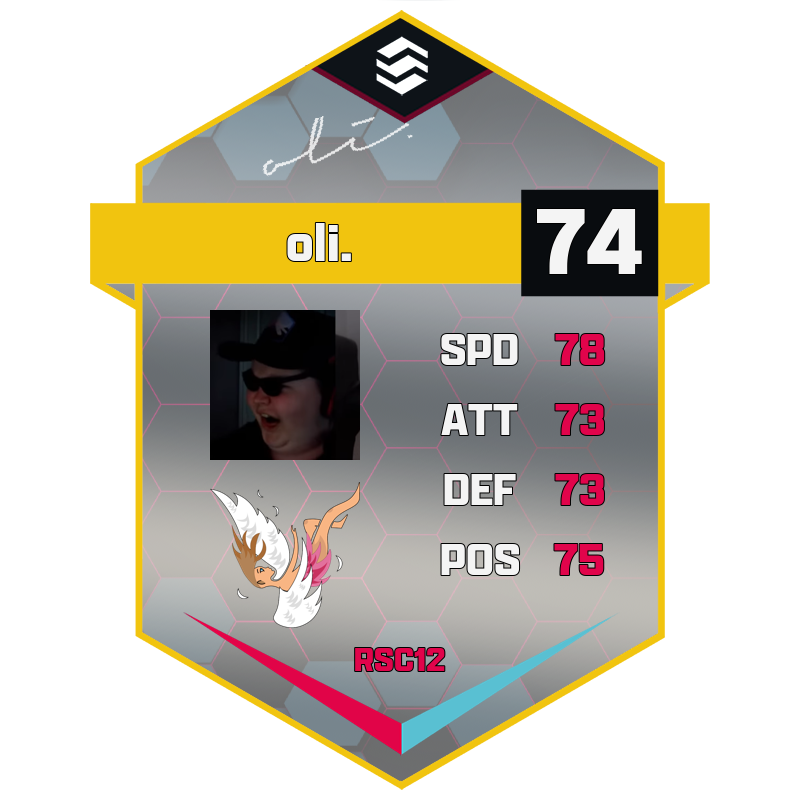 oli.
oli.
74
SPD 78
ATT 73
DEF 73
POS 75
RSC12